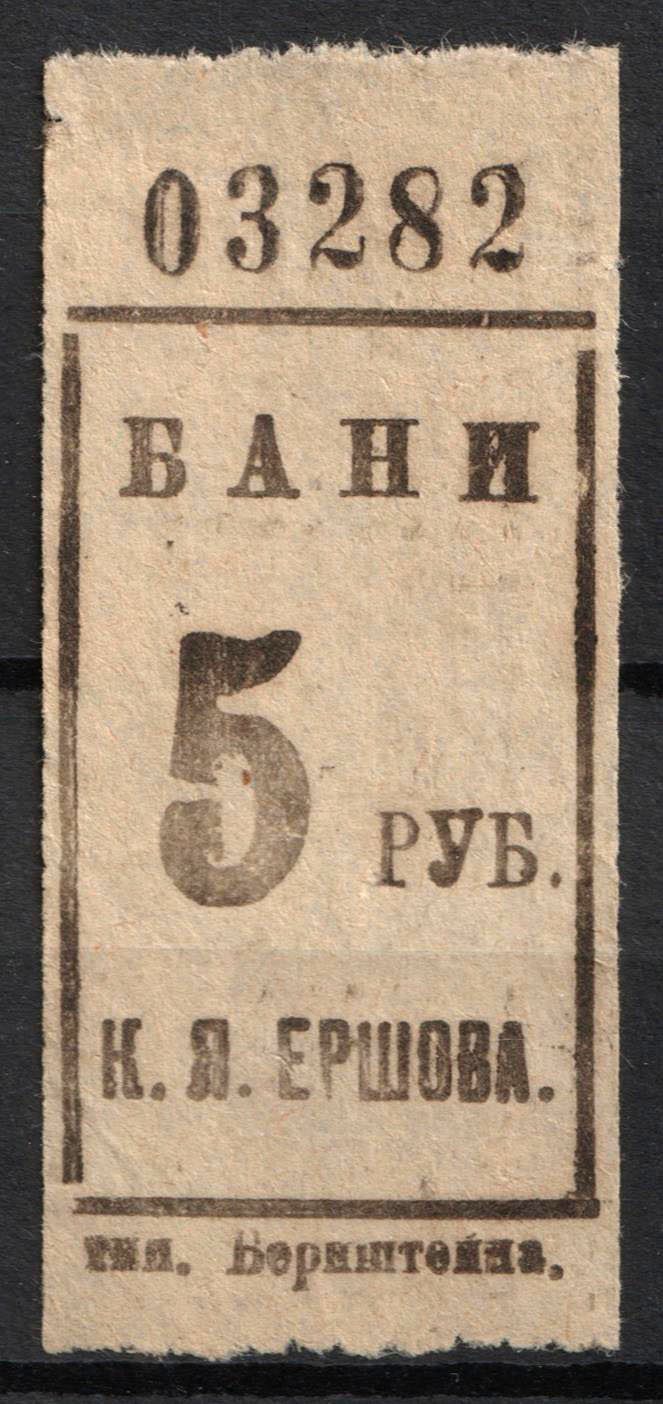 03282
БАНИ
5 РУБ.
К. Я. ЕРШОВА.
тип. Бернштейна.